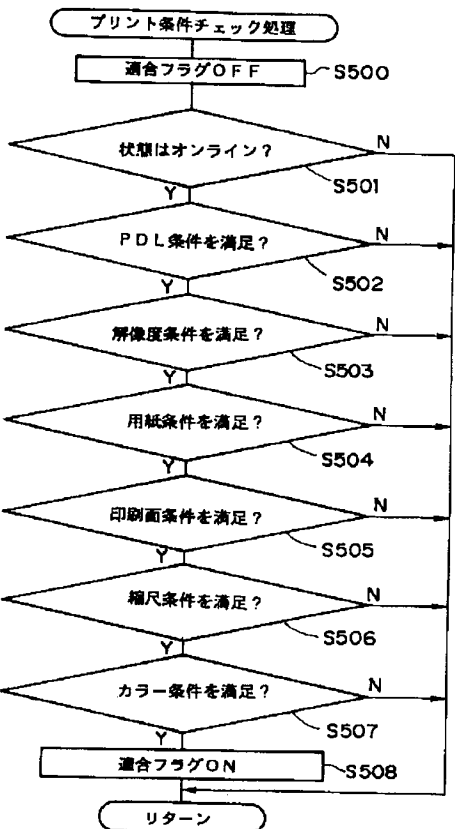 プリント条件チェック処理
適合フラグOFF
S500
状態はオンライン？
N
S501
Y
PDL条件を満足？
N
S502
Y
解像度条件を満足？
N
S503
Y
用紙条件を満足？
N
S504
Y
印刷面条件を満足？
N
S505
Y
縮尺条件を満足？
N
S506
Y
カラー条件を満足？
N
S507
Y
適合フラグON
S508
リターン